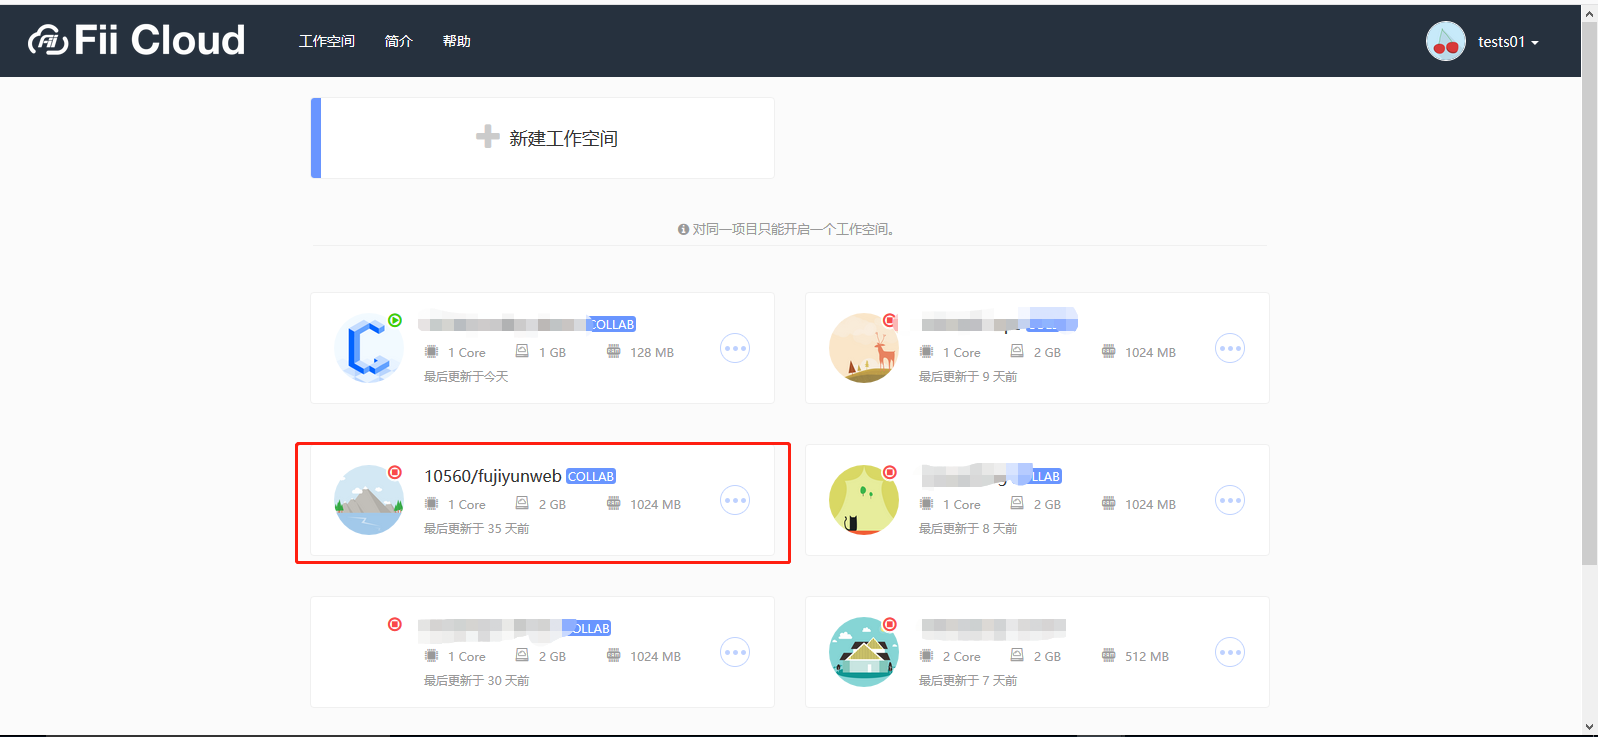 Fii Cloud
工作空间 简介 帮助
tests01
新建工作空间
对同一项目只能开启一个工作空间。
COLLAB
1 Core 1 GB 128 MB
最后更新于今天
1 Core 2 GB 1024 MB
最后更新于 9 天前
10560/fujiyunweb COLLAB
1 Core 2 GB 1024 MB
最后更新于 35 天前
LLAB
1 Core 2 GB 1024 MB
最后更新于 8 天前
OLLAB
1 Core 2 GB 1024 MB
最后更新于 30 天前
2 Core 2 GB 512 MB
最后更新于 7 天前